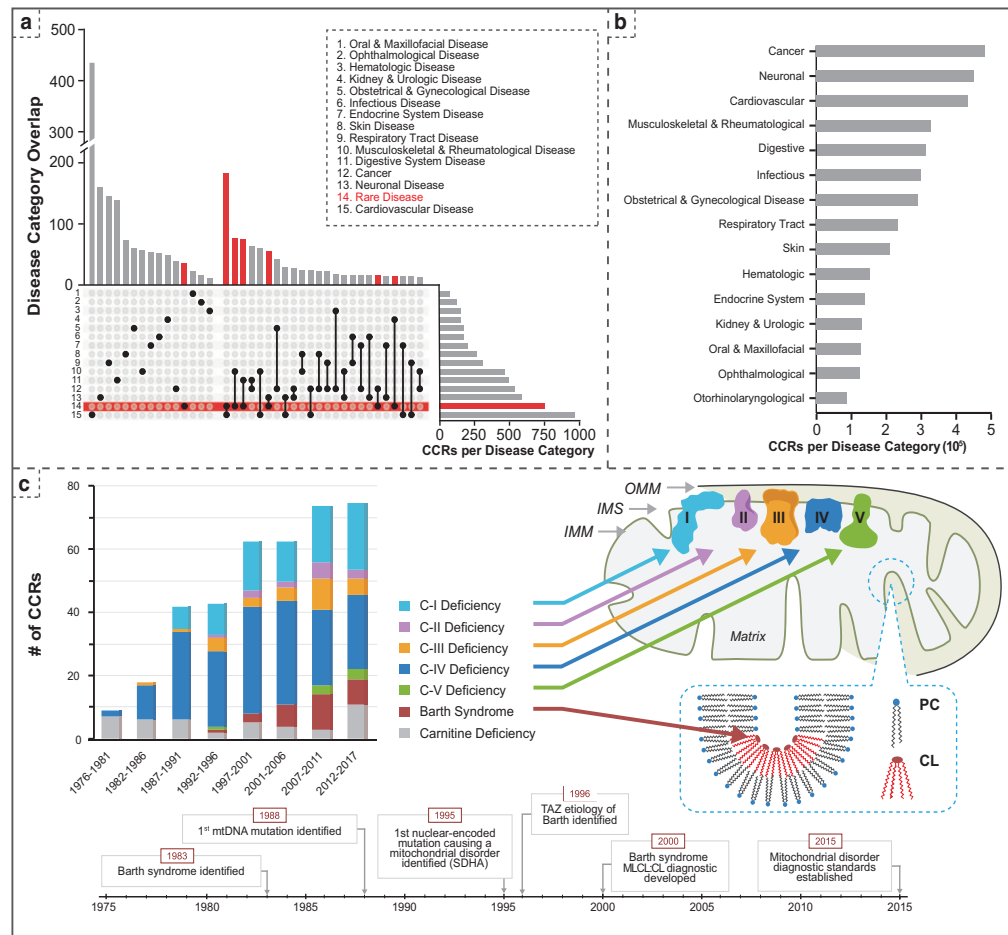 a
500
400
300
200
100
0
Disease Category Overlap
1. Oral & Maxillofacial Disease
2. Ophthalmological Disease
3. Hematologic Disease
4. Kidney & Urologic Disease
5. Obstetrical & Gynecological Disease
6. Infectious Disease
7. Endocrine System Disease
8. Skin Disease
9. Respiratory Tract Disease
10. Musculoskeletal & Rheumatological Disease
11. Digestive System Disease
12. Cancer
13. Neuronal Disease
14. Rare Disease
15. Cardiovascular Disease
1
2
3
4
5
6
7
8
9
10
11
12
13
14
15
0 250 500 750 1000
CCRs per Disease Category
b
Cancer
Neuronal
Cardiovascular
Musculoskeletal & Rheumatological
Digestive
Infectious
Obstetrical & Gynecological Disease
Respiratory Tract
Skin
Hematologic
Endocrine System
Kidney & Urologic
Oral & Maxillofacial
Ophthalmological
Otorhinolaryngological
0 1 2 3 4 5
CCRs per Disease Category (10⁵)
c
80
60
40
20
0
# of CCRs
1976-1981
1982-1986
1987-1991
1992-1996
1997-2001
2001-2006
2007-2011
2012-2017
C-I Deficiency
C-II Deficiency
C-III Deficiency
C-IV Deficiency
C-V Deficiency
Barth Syndrome
Carnitine Deficiency
OMM
IMS
IMM
I
II
III
IV
V
Matrix
PC
CL
1983
Barth syndrome identified
1988
1st mtDNA mutation identified
1995
1st nuclear-encoded
mutation causing a
mitochondrial disorder
identified (SDHA)
1996
TAZ etiology of
Barth identified
2000
Barth syndrome
MLCL:CL diagnostic
developed
2015
Mitochondrial disorder
diagnostic standards
established
1975 1980 1985 1990 1995 2000 2005 2010 2015